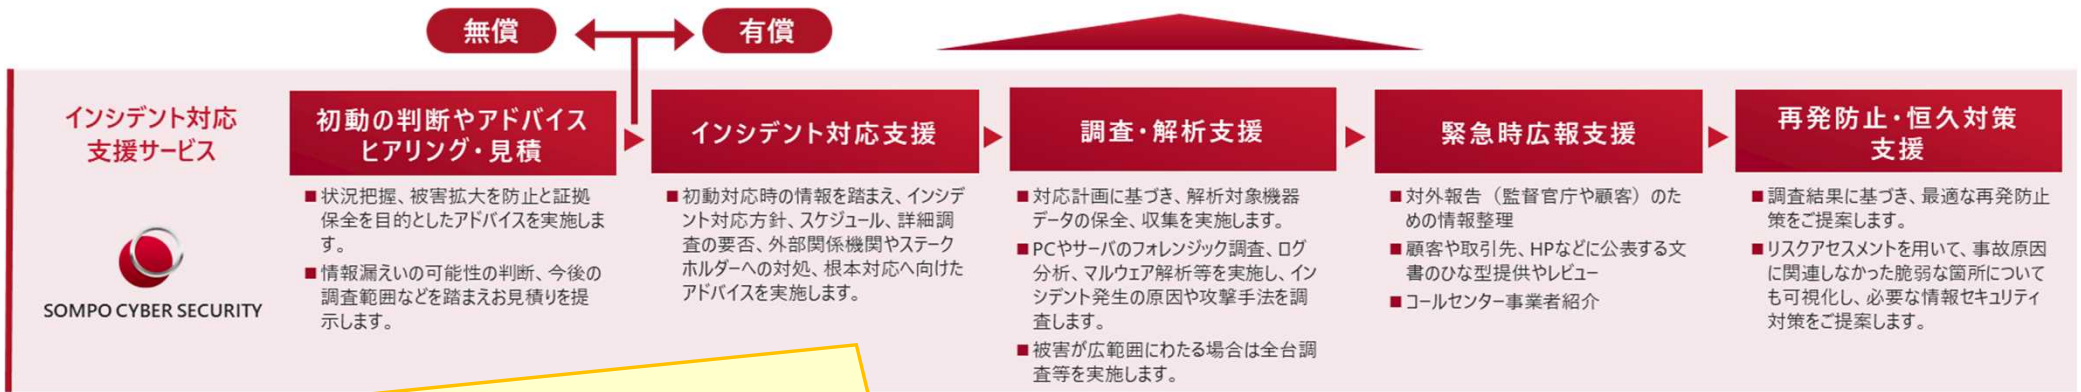 無償
有償
インシデント対応
支援サービス
SOMPO CYBER SECURITY
初動の判断やアドバイス
ヒアリング・見積
■状況把握、被害拡大を防止と証拠
保全を目的としたアドバイスを実施しま
す。
■情報漏えいの可能性の判断、今後の
調査範囲などを踏まえお見積りを提
示します。
インシデント対応支援
■初動対応時の情報を踏まえ、インシデ
ント対応方針、スケジュール、詳細調
査の要否、外部関係機関やステーク
ホルダーへの対処、根本対応へ向けた
アドバイスを実施します。
調査・解析支援
■対応計画に基づき、解析対象機器
データの保全、収集を実施します。
■PCやサーバのフォレンジック調査、ログ
分析、マルウェア解析等を実施し、イン
シデント発生の原因や攻撃手法を調
査します。
■被害が広範囲にわたる場合は全台調
査等を実施します。
緊急時広報支援
■対外報告（監督官庁や顧客）のた
めの情報整理
■顧客や取引先、HPなどに公表する文
書のひな型提供やレビュー
■コールセンター事業者紹介
再発防止・恒久対策
支援
■調査結果に基づき、最適な再発防止
策をご提案します。
■リスクアセスメントを用いて、事故原因
に関連しなかった脆弱な箇所について
も可視化し、必要な情報セキュリティ
対策をご提案します。